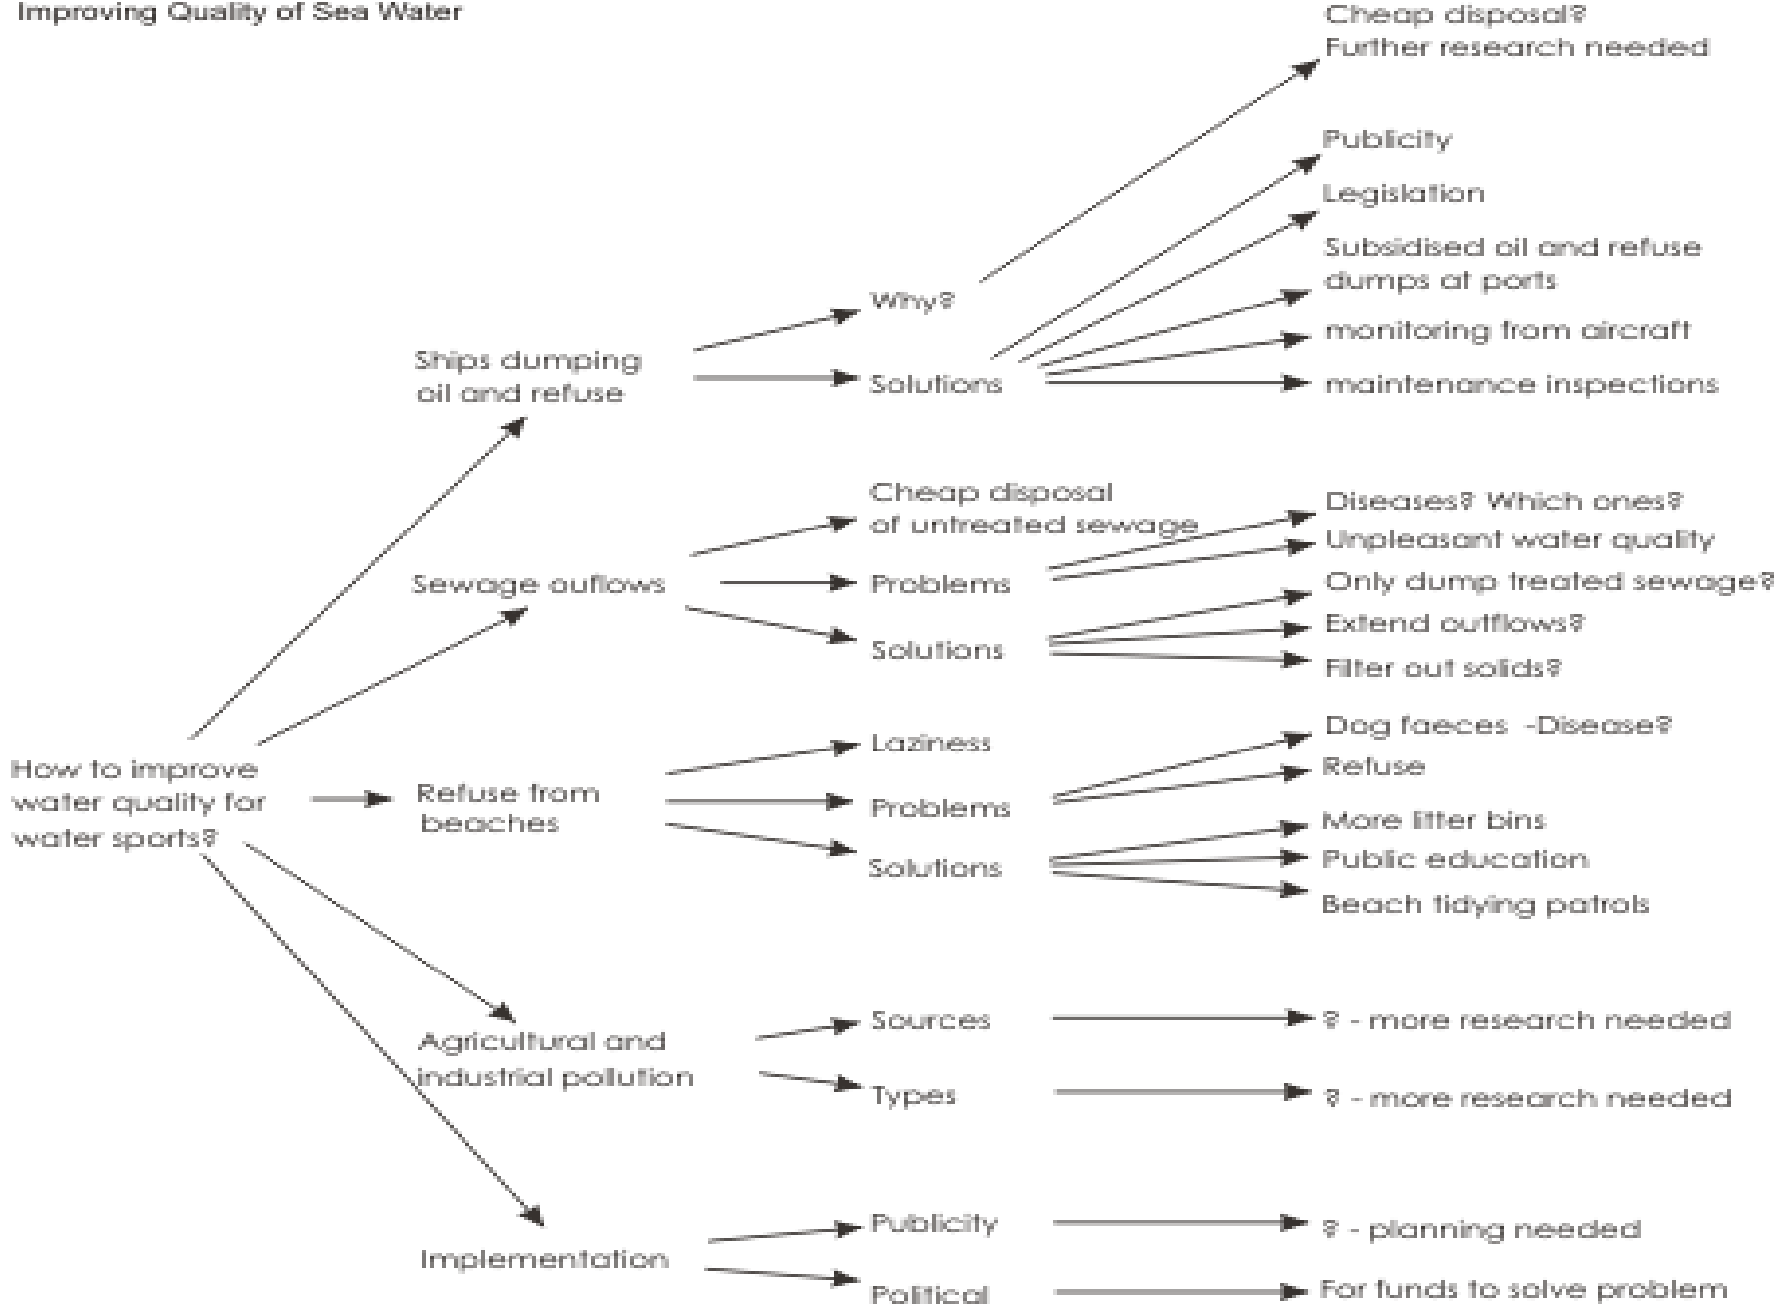 Improving Quality of Sea Water
Cheap disposal?
Further research needed
Publicity
Legislation
Subsidised oil and refuse
dumps at ports
monitoring from aircraft
maintenance inspections
Why?
Solutions
Ships dumping
oil and refuse
Cheap disposal
of untreated sewage
Problems
Solutions
Sewage ouflows
Diseases? Which ones?
Unpleasant water quality
Only dump treated sewage?
Extend outflows?
Filter out solids?
How to improve
water quality for
water sports?
Refuse from
beaches
Laziness
Problems
Solutions
Dog faeces -Disease?
Refuse
More litter bins
Public education
Beach tidying patrols
Agricultural and
industrial pollution
Sources
Types
? - more research needed
? - more research needed
Implementation
Publicity
Political
? - planning needed
For funds to solve problem